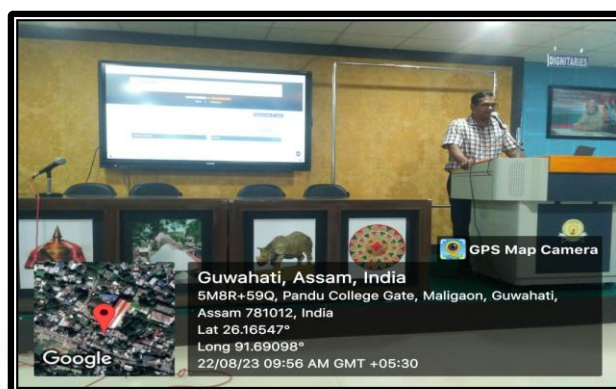 DIGNITARIES
GPS Map Camera
Guwahati, Assam, India
5M8R+59Q, Pandu College Gate, Maligaon, Guwahati,
Assam 781012, India
Lat 26.16547°
Long 91.69098°
22/08/23 09:56 AM GMT +05:30
Google